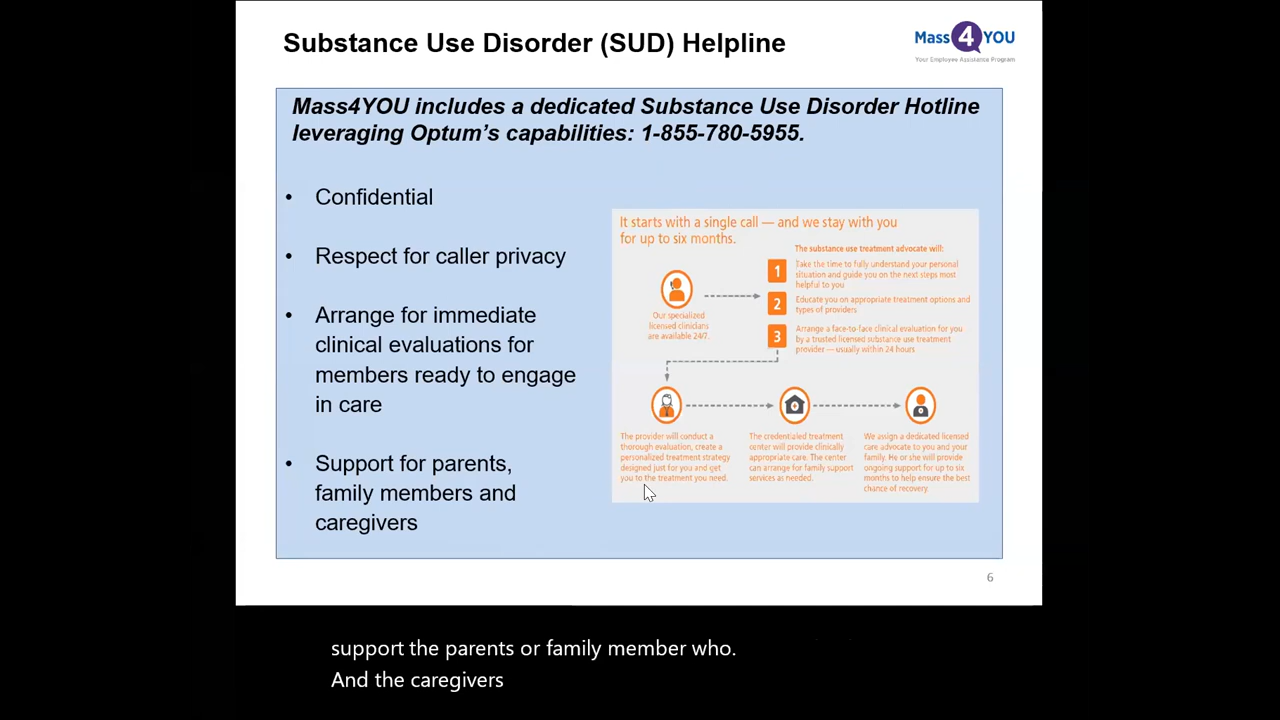 Substance Use Disorder (SUD) Helpline
Mass4YOU
Your Employee Assistance Program
Mass4YOU includes a dedicated Substance Use Disorder Hotline
leveraging Optum's capabilities: 1-855-780-5955.
• Confidential
• Respect for caller privacy
• Arrange for immediate
clinical evaluations for
members ready to engage
in care
• Support for parents,
family members and
caregivers
It starts with a single call — and we stay with you
for up to six months.
Our specialized
licensed clinicians
are available 24/7.
The substance use treatment advocate will:
1
Take the time to fully understand your personal
situation and guide you on the next steps most
helpful to you
2
Educate you on appropriate treatment options and
types of providers
3
Arrange a face-to-face clinical evaluation for you
by a trusted licensed substance use treatment
provider — usually within 24 hours
The provider will conduct a
thorough evaluation, create a
personalized treatment strategy
designed just for you and get
you to the treatment you need.
The credentialed treatment
center will provide clinically
appropriate care. The center
can arrange for family support
services as needed.
We assign a dedicated licensed
care advocate to you and your
family. He or she will provide
ongoing support for up to six
months to help ensure the best
chance of recovery
6
support the parents or family member who.
And the caregivers